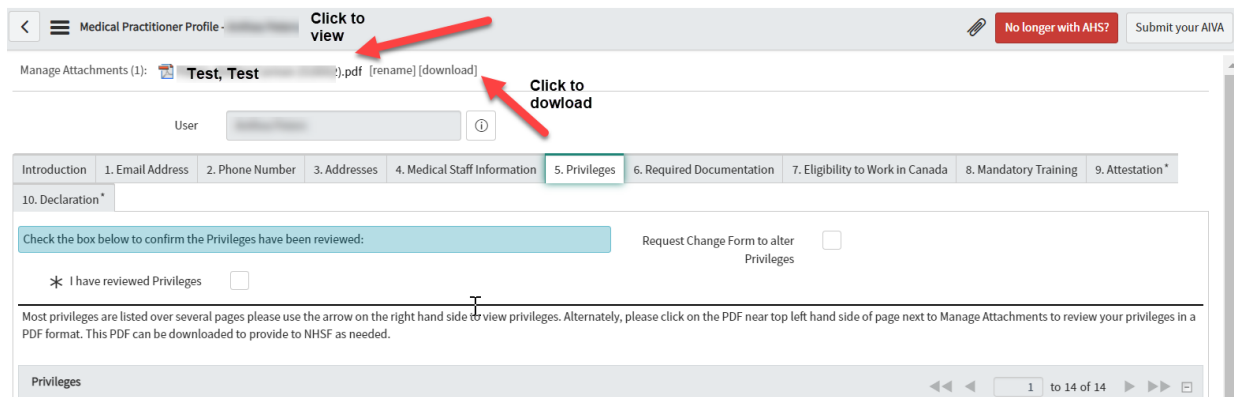 Medical Practitioner Profile -
Click to
view
No longer with AHS?
Submit your AIVA
Manage Attachments (1): Test, Test ).pdf [rename] [download]
Click to
dowload
User
Introduction 1. Email Address 2. Phone Number 3. Addresses 4. Medical Staff Information 5. Privileges 6. Required Documentation 7. Eligibility to Work in Canada 8. Mandatory Training 9. Attestation*
10. Declaration*
Check the box below to confirm the Privileges have been reviewed:
Request Change Form to alter
Privileges
* I have reviewed Privileges
Most privileges are listed over several pages please use the arrow on the right hand side to view privileges. Alternately, please click on the PDF near top left hand side of page next to Manage Attachments to review your privileges in a
PDF format. This PDF can be downloaded to provide to NHSF as needed.
Privileges
1 to 14 of 14